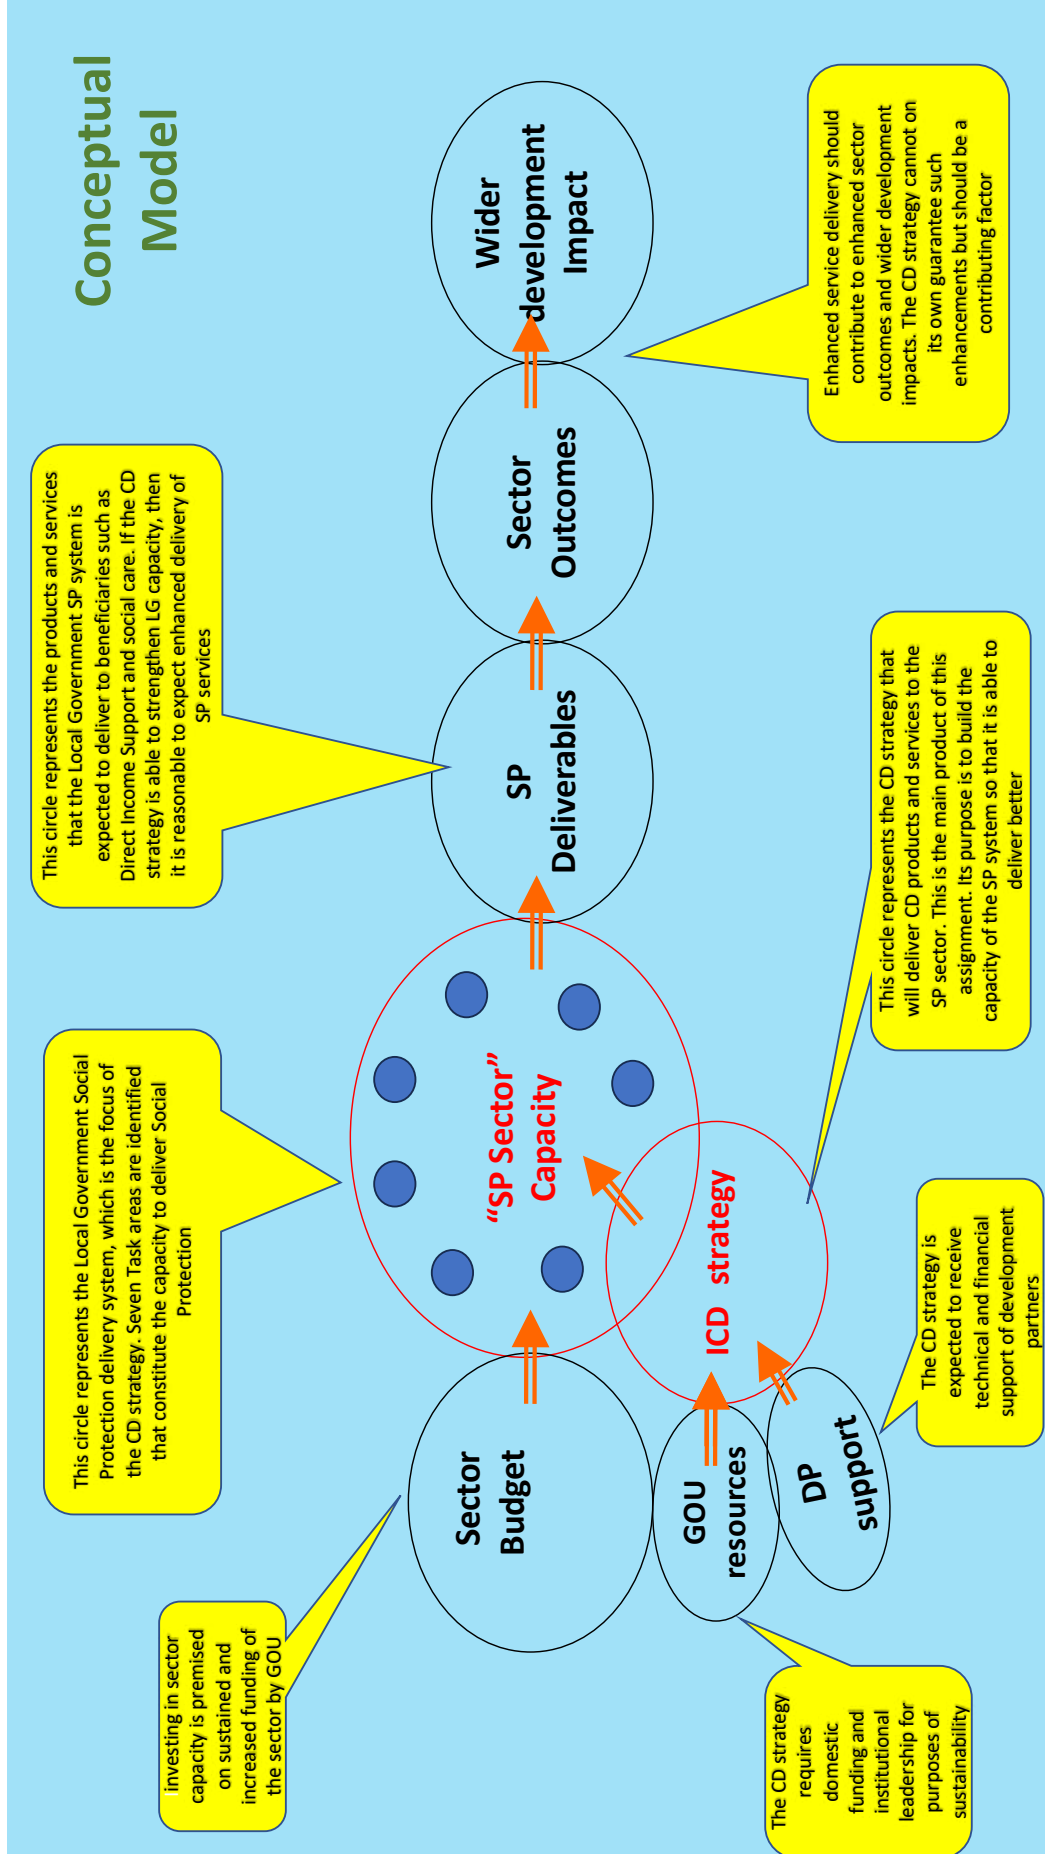 Conceptual
Model
Investing in sector
capacity is premised
on sustained and
increased funding of
the sector by GOU
This circle represents the Local Government Social
Protection delivery system, which is the focus of
the CD strategy. Seven Task areas are identified
that constitute the capacity to deliver Social
Protection
This circle represents the products and services
that the Local Government SP system is
expected to deliver to beneficiaries such as
Direct Income Support and social care. If the CD
strategy is able to strengthen LG capacity, then
it is reasonable to expect enhanced delivery of
SP services
Sector
Budget
“SP Sector”
Capacity
SP
Deliverables
Sector
Outcomes
Wider
development
Impact
GOU
resources
ICD strategy
DP
support
The CD strategy
requires
domestic
funding and
institutional
leadership for
purposes of
sustainability
The CD strategy is
expected to receive
technical and financial
support of development
partners
This circle represents the CD strategy that
will deliver CD products and services to the
SP sector. This is the main product of this
assignment. Its purpose is to build the
capacity of the SP system so that it is able to
deliver better
Enhanced service delivery should
contribute to enhanced sector
outcomes and wider development
impacts. The CD strategy cannot on
its own guarantee such
enhancements but should be a
contributing factor